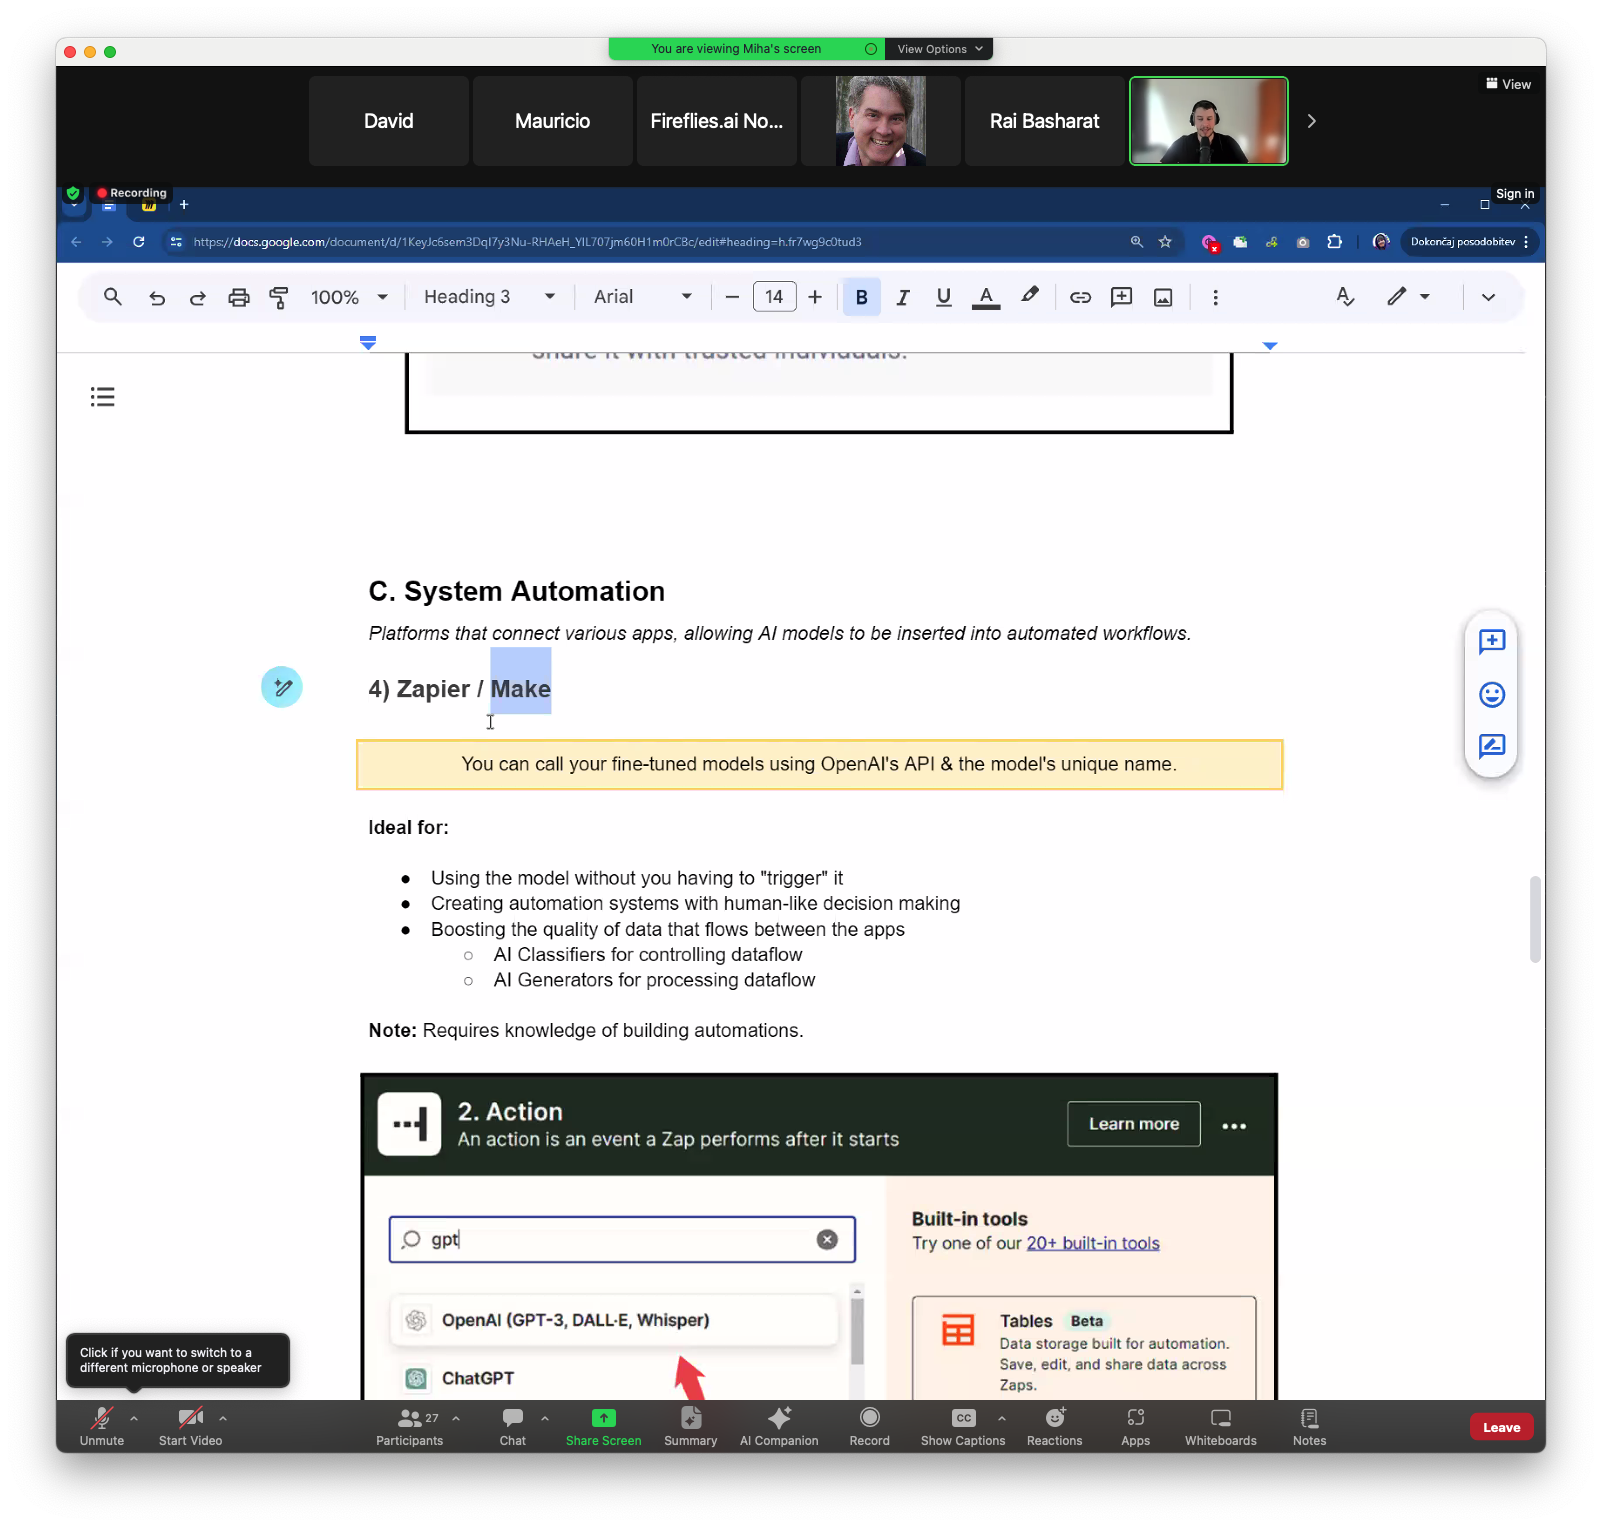 You are viewing Miha's screen
View Options
View
David
Mauricio
Fireflies.ai No...
Rai Basharat
Recording
Sign in
https://docs.google.com/document/d/1KeyJc6sem3DqI7y3Nu-RHAeH_YIL707jm60H1m0rCBc/edit#heading=h.fr7wg9c0tud3
Dokončaj posodobitev
100%
Heading 3
Arial
14
B
I
U
A
share it with trusted individuals.
C. System Automation
Platforms that connect various apps, allowing AI models to be inserted into automated workflows.
4) Zapier / Make
You can call your fine-tuned models using OpenAI's API & the model's unique name.
Ideal for:
● Using the model without you having to "trigger" it
● Creating automation systems with human-like decision making
● Boosting the quality of data that flows between the apps
○ AI Classifiers for controlling dataflow
○ AI Generators for processing dataflow
Note: Requires knowledge of building automations.
2. Action
An action is an event a Zap performs after it starts
Learn more
gpt
Built-in tools
Try one of our 20+ built-in tools
OpenAI (GPT-3, DALL·E, Whisper)
ChatGPT
Tables Beta
Data storage built for automation.
Save, edit, and share data across
Zaps.
Click if you want to switch to a
different microphone or speaker
Unmute
Start Video
27
Participants
Chat
Share Screen
Summary
AI Companion
Record
CC
Show Captions
Reactions
Apps
Whiteboards
Notes
Leave